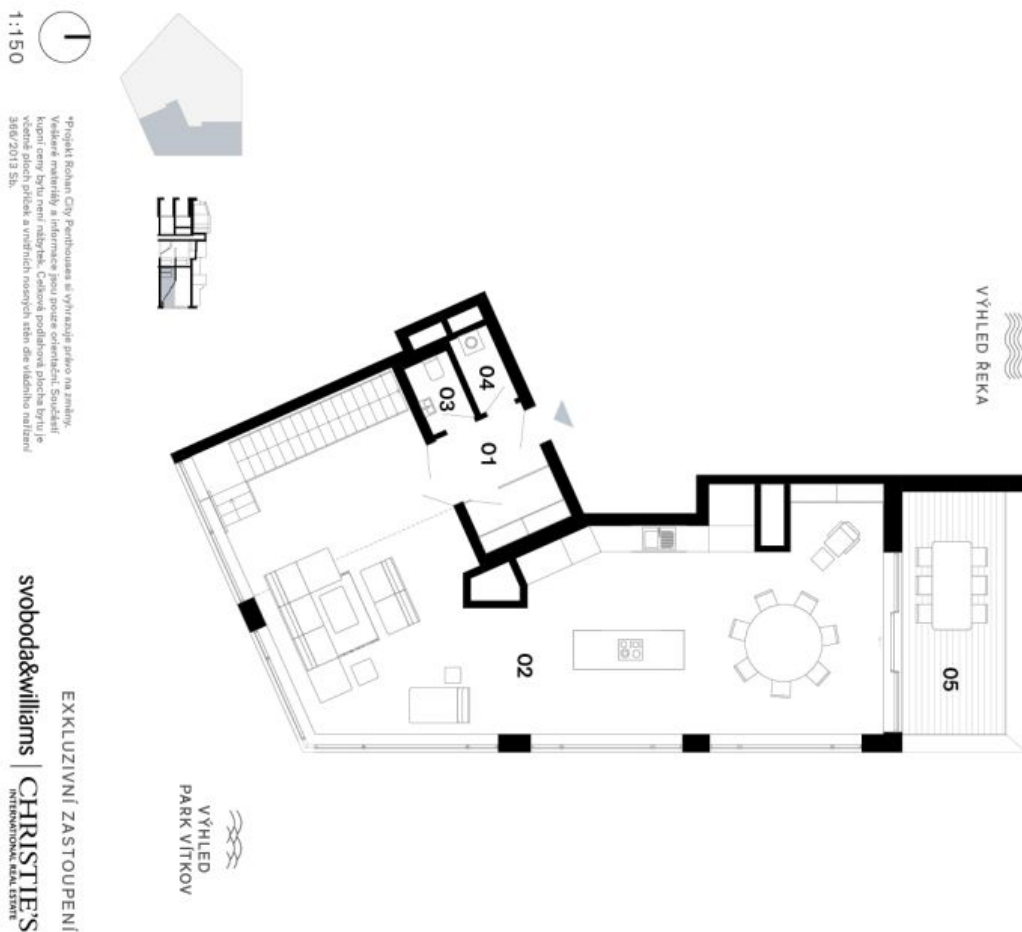 1:150
*Projekt Rohan City Penthouses si vyhrazuje právo na změny.
Veškeré materiály a informace jsou pouze orientační. Součástí
kupní ceny bytu není nábytek. Celková podlahová plocha bytu je
včetně ploch příček a vnitřních nosných stěn dle vládního nařízení
366/2013 Sb.
VÝHLED ŘEKA
01
02
03
04
05
VÝHLED
PARK VÍTKOV
EXKLUZIVNÍ ZASTOUPENÍ
svoboda&williams | CHRISTIE'S
INTERNATIONAL REAL ESTATE